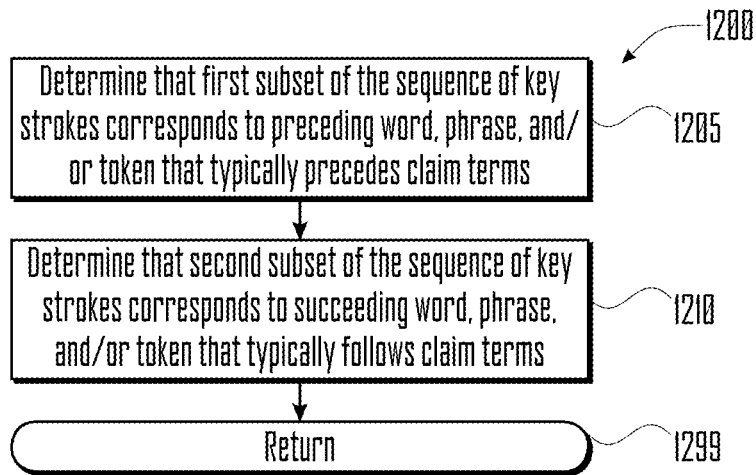 1200
Determine that first subset of the sequence of key
strokes corresponds to preceding word, phrase, and/
or token that typically precedes claim terms
1205
Determine that second subset of the sequence of key
strokes corresponds to succeeding word, phrase,
and/or token that typically follows claim terms
1210
Return
1299